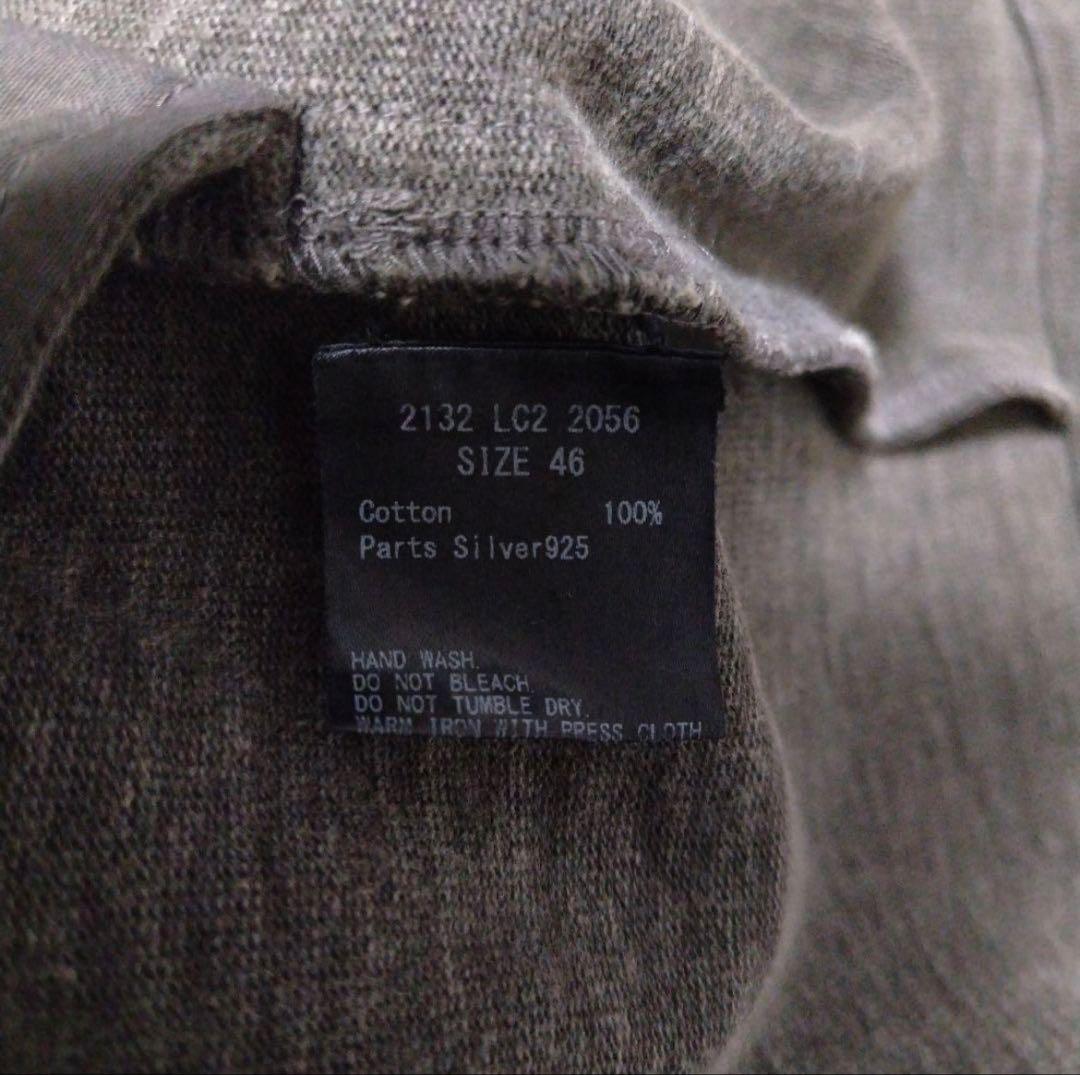 2132 LC2 2056
SIZE 46
Cotton 100%
Parts Silver925
HAND WASH.
DO NOT BLEACH.
DO NOT TUMBLE DRY.
WARM IRON WITH PRESS CLOTH